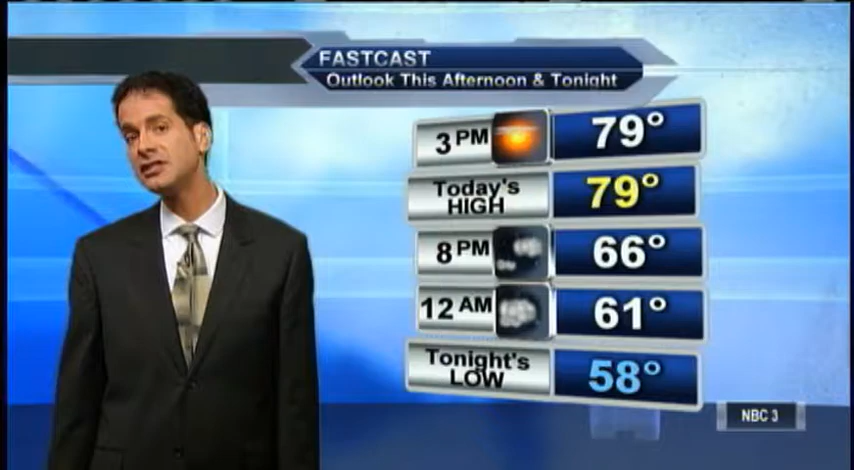 FASTCAST
Outlook This Afternoon & Tonight
3 PM 79°
Today's
HIGH 79°
8 PM 66°
12 AM 61°
Tonight's
LOW 58°
NBC 3